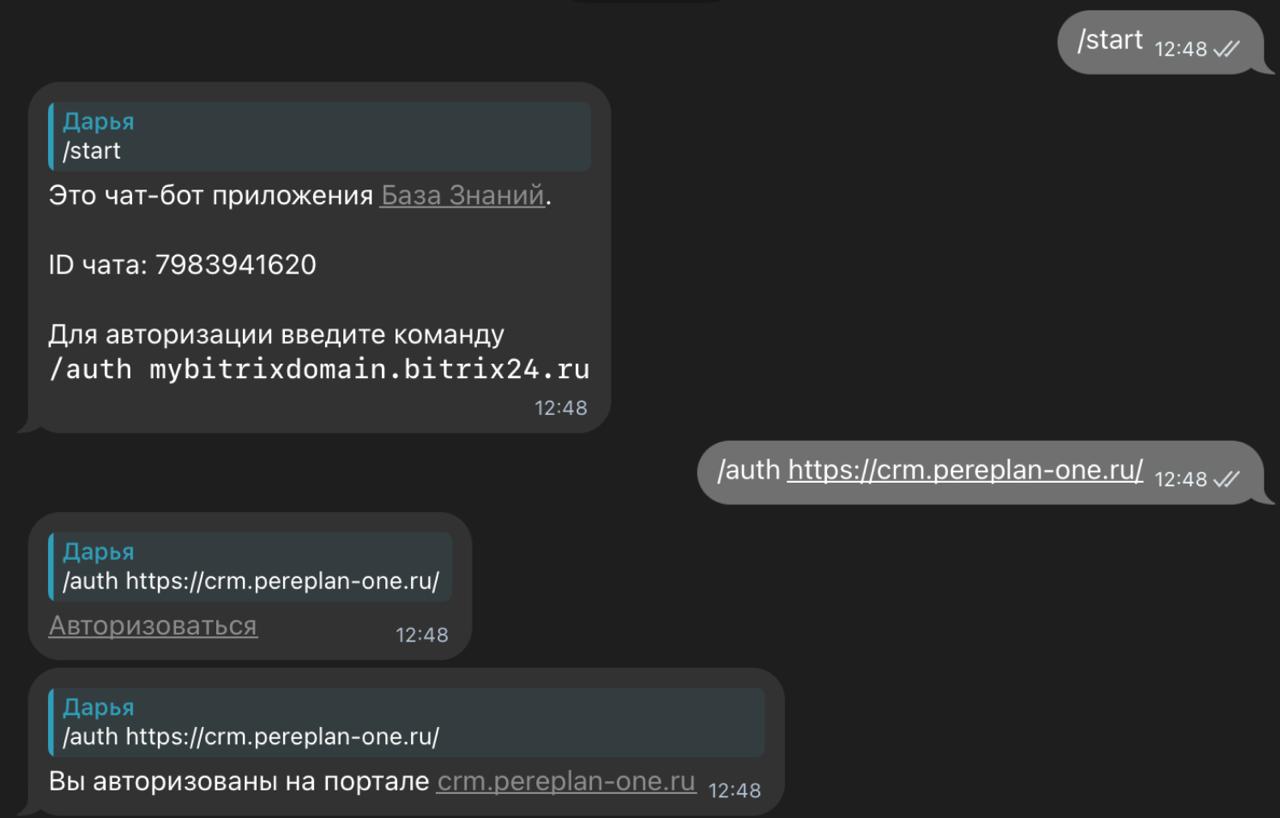 /start 12:48
Дарья
/start
Это чат-бот приложения База Знаний.
ID чата: 7983941620
Для авторизации введите команду
/auth mybitrixdomain.bitrix24.ru
12:48
/auth https://crm.pereplan-one.ru/ 12:48
Дарья
/auth https://crm.pereplan-one.ru/
Авторизоваться 12:48
Дарья
/auth https://crm.pereplan-one.ru/
Вы авторизованы на портале crm.pereplan-one.ru 12:48